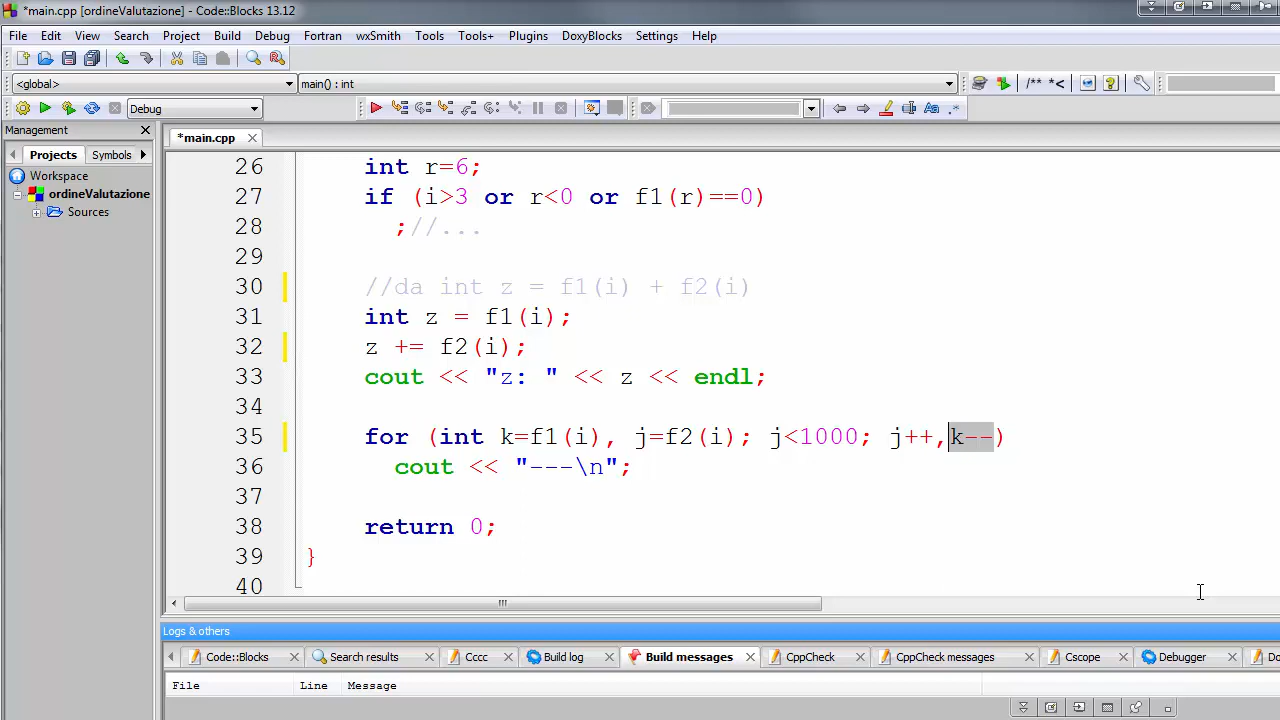 *main.cpp [ordineValutazione] - Code::Blocks 13.12
File Edit View Search Project Build Debug Fortran wxSmith Tools Tools+ Plugins DoxyBlocks Settings Help
<global> main() : int /** *<
Debug
Management
*main.cpp
Projects Symbols
Workspace
ordineValutazione
Sources
26 int r=6;
27 if (i>3 or r<0 or f1(r)==0)
28 ;//...
29
30 //da int z = f1(i) + f2(i)
31 int z = f1(i);
32 z += f2(i);
33 cout << "z: " << z << endl;
34
35 for (int k=f1(i), j=f2(i); j<1000; j++,k--)
36 cout << "---\n";
37
38 return 0;
39 }
40
Logs & others
Code::Blocks Search results Cccc Build log Build messages CppCheck CppCheck messages Cscope Debugger Do
File Line Message